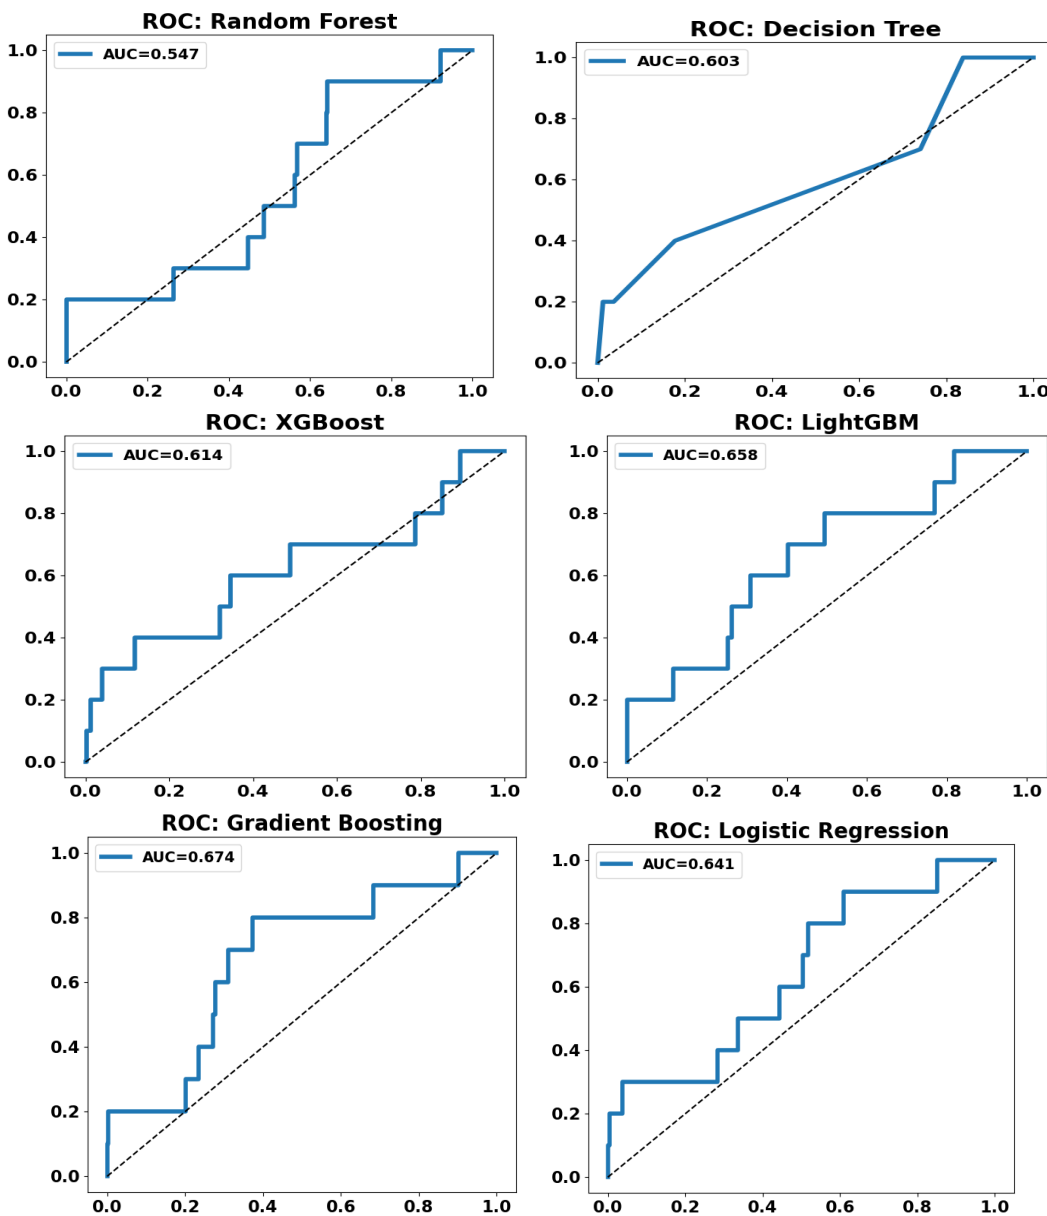 ROC: Random Forest
AUC=0.547
1.0
0.8
0.6
0.4
0.2
0.0
0.0 0.2 0.4 0.6 0.8 1.0
ROC: Decision Tree
AUC=0.603
1.0
0.8
0.6
0.4
0.2
0.0
0.0 0.2 0.4 0.6 0.8 1.0
ROC: XGBoost
AUC=0.614
1.0
0.8
0.6
0.4
0.2
0.0
0.0 0.2 0.4 0.6 0.8 1.0
ROC: LightGBM
AUC=0.658
1.0
0.8
0.6
0.4
0.2
0.0
0.0 0.2 0.4 0.6 0.8 1.0
ROC: Gradient Boosting
AUC=0.674
1.0
0.8
0.6
0.4
0.2
0.0
0.0 0.2 0.4 0.6 0.8 1.0
ROC: Logistic Regression
AUC=0.641
1.0
0.8
0.6
0.4
0.2
0.0
0.0 0.2 0.4 0.6 0.8 1.0